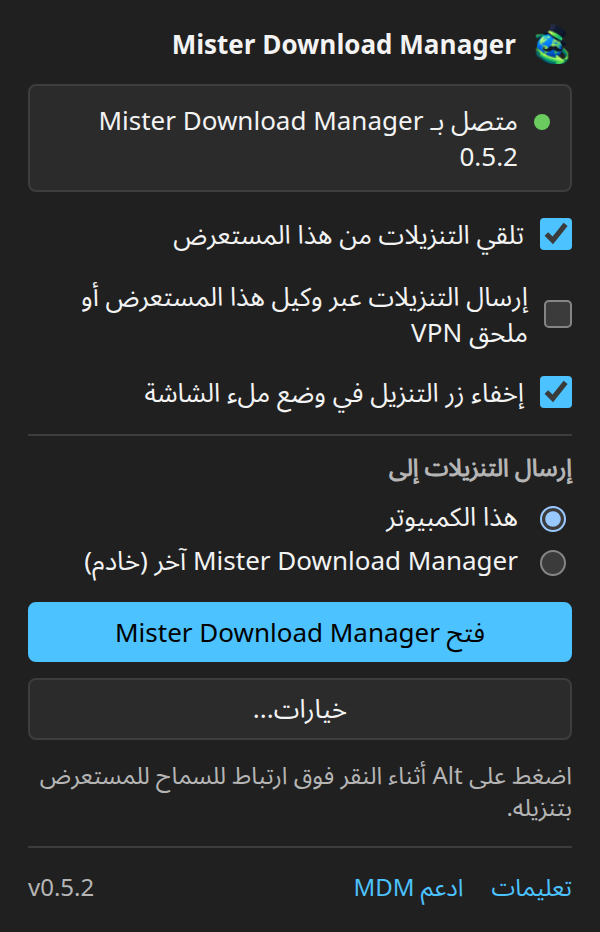 Mister Download Manager
متصل بـ Mister Download Manager
0.5.2
تلقي التنزيلات من هذا المستعرض
إرسال التنزيلات عبر وكيل هذا المستعرض أو
ملحق VPN
إخفاء زر التنزيل في وضع ملء الشاشة
إرسال التنزيلات إلى
هذا الكمبيوتر
Mister Download Manager آخر (خادم)
فتح Mister Download Manager
خيارات...
اضغط على Alt أثناء النقر فوق ارتباط للسماح للمستعرض
بتنزيله.
تعليمات ادعم MDM v0.5.2